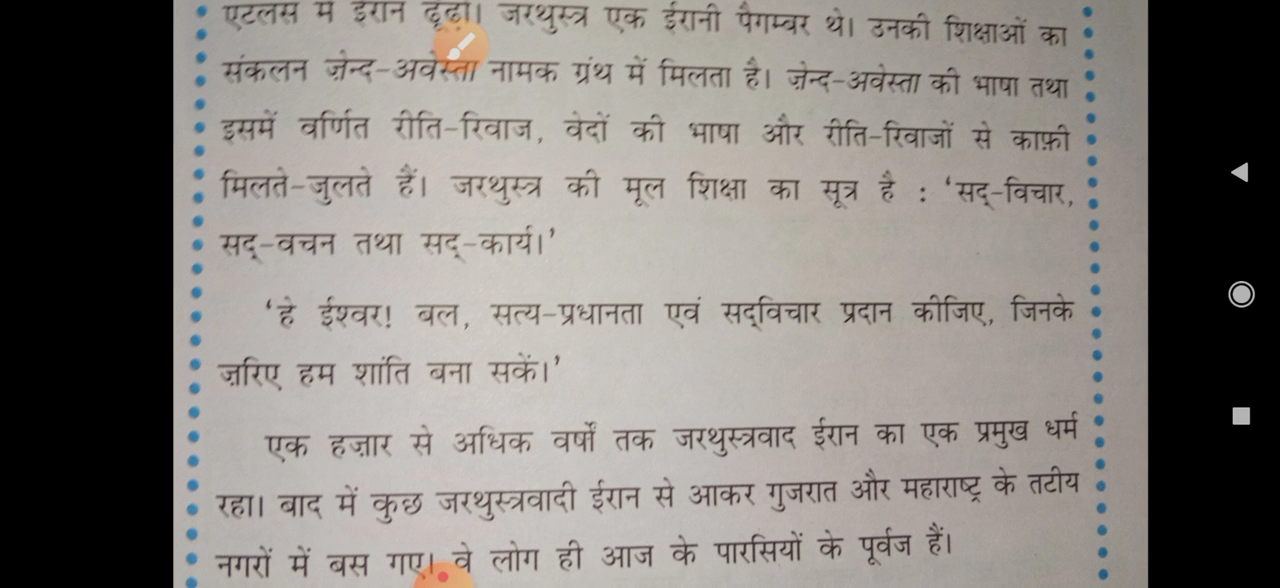 एटलस में ईरान ढूंढ़ो। जरथुस्त्र एक ईरानी पैगम्बर थे। उनकी शिक्षाओं का
संकलन ज़ेन्द-अवेस्ता नामक ग्रंथ में मिलता है। ज़ेन्द-अवेस्ता की भाषा तथा
इसमें वर्णित रीति-रिवाज, वेदों की भाषा और रीति-रिवाजों से काफ़ी
मिलते-जुलते हैं। जरथुस्त्र की मूल शिक्षा का सूत्र है : ‘सद्-विचार,
सद्-वचन तथा सद्-कार्य।’
‘हे ईश्वर! बल, सत्य-प्रधानता एवं सद्‌विचार प्रदान कीजिए, जिनके
ज़रिए हम शांति बना सकें।’
एक हज़ार से अधिक वर्षों तक जरथुस्त्रवाद ईरान का एक प्रमुख धर्म
रहा। बाद में कुछ जरथुस्त्रवादी ईरान से आकर गुजरात और महाराष्ट्र के तटीय
नगरों में बस गए। वे लोग ही आज के पारसियों के पूर्वज हैं।